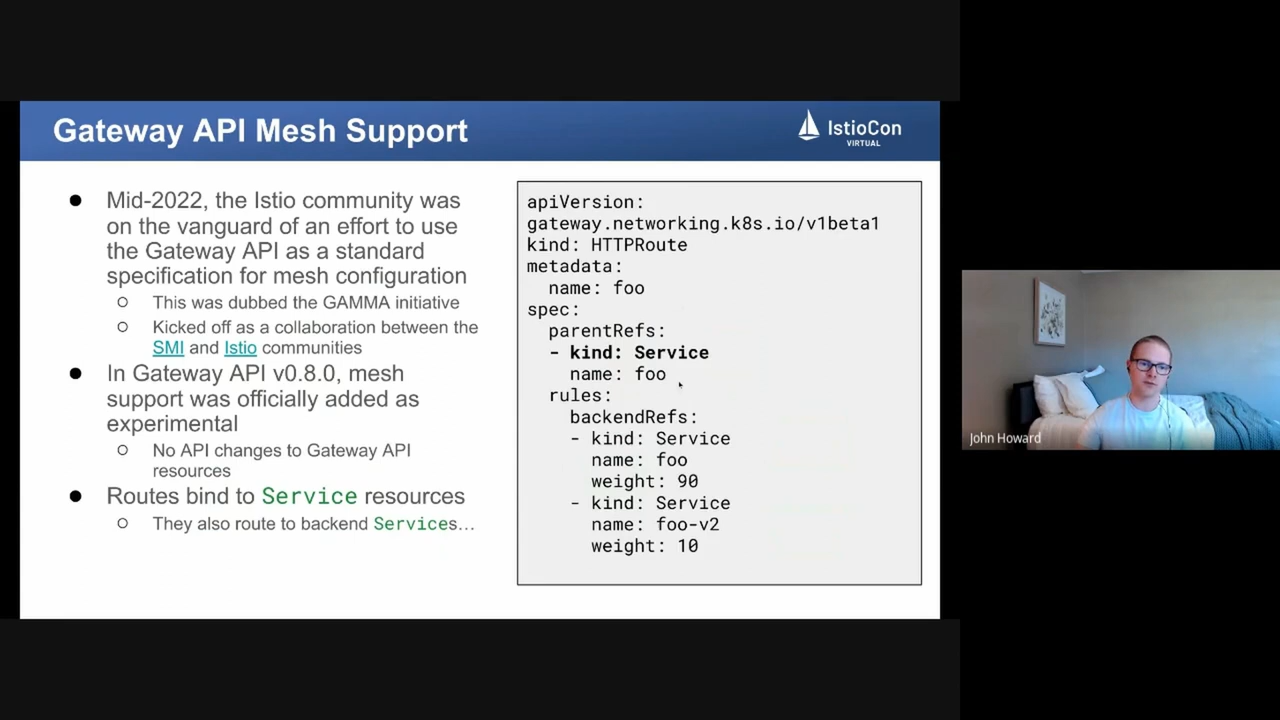 Gateway API Mesh Support
IstioCon
VIRTUAL
● Mid-2022, the Istio community was
on the vanguard of an effort to use
the Gateway API as a standard
specification for mesh configuration
○ This was dubbed the GAMMA initiative
○ Kicked off as a collaboration between the
SMI and Istio communities
● In Gateway API v0.8.0, mesh
support was officially added as
experimental
○ No API changes to Gateway API
resources
● Routes bind to Service resources
○ They also route to backend Services…
apiVersion:
gateway.networking.k8s.io/v1beta1
kind: HTTPRoute
metadata:
  name: foo
spec:
  parentRefs:
  - kind: Service
    name: foo
  rules:
    backendRefs:
    - kind: Service
      name: foo
      weight: 90
    - kind: Service
      name: foo-v2
      weight: 10
John Howard